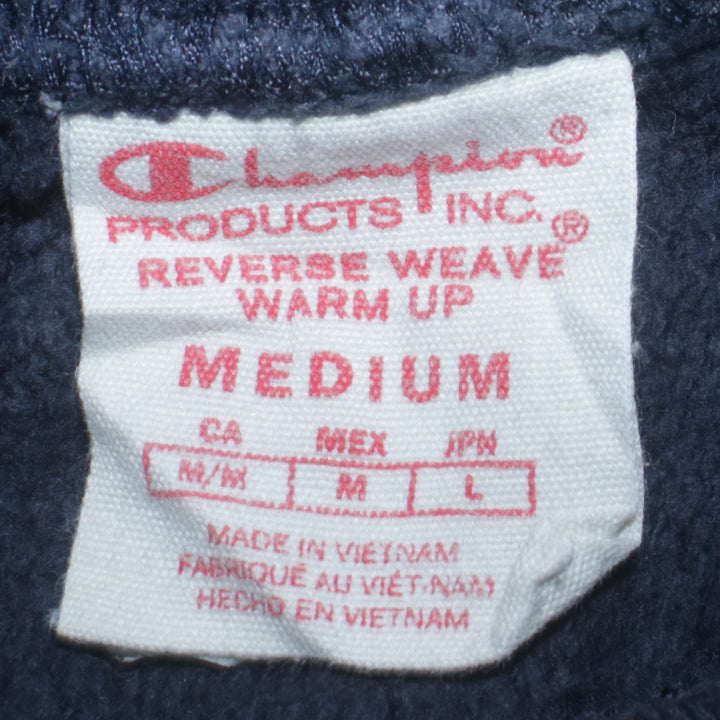 Champion®
PRODUCTS INC.
REVERSE WEAVE®
WARM UP
MEDIUM
CA MEX JPN
M/M M L
MADE IN VIETNAM
FABRIQUÉ AU VIÊT-NAM
HECHO EN VIETNAM